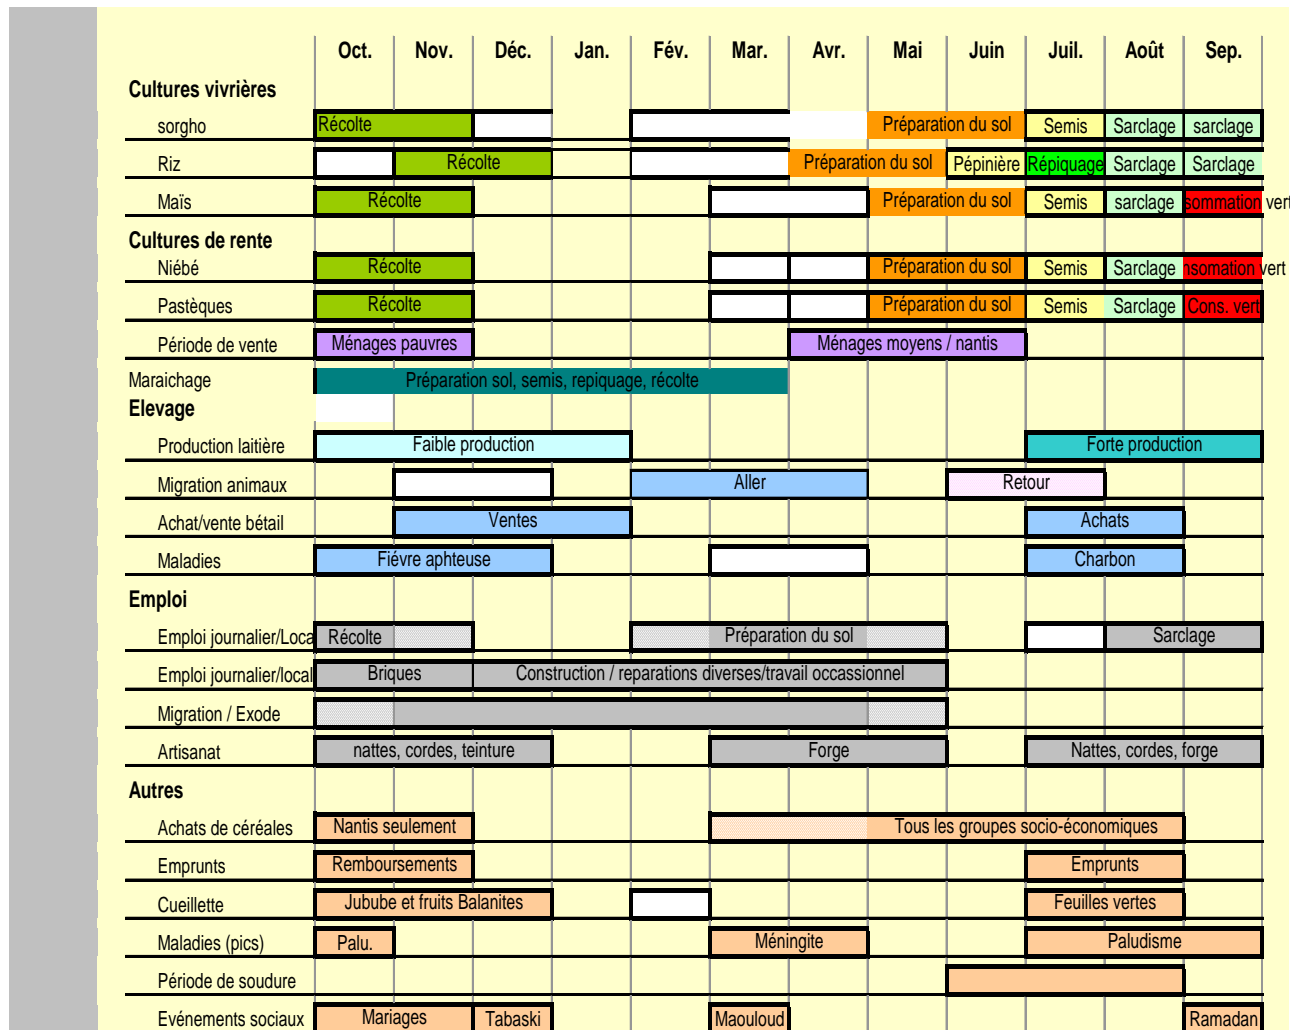 Oct. Nov. Déc. Jan. Fév. Mar. Avr. Mai Juin Juil. Août Sep.
Cultures vivrières
sorgho Récolte Préparation du sol Semis Sarclage sarclage
Riz Récolte Préparation du sol Pépinière Répiquage Sarclage Sarclage
Maïs Récolte Préparation du sol Semis sarclage sommation vert
Cultures de rente
Niébé Récolte Préparation du sol Semis Sarclage nsomation vert
Pastèques Récolte Préparation du sol Semis Sarclage Cons. vert
Période de vente Ménages pauvres Ménages moyens / nantis
Maraichage Préparation sol, semis, repiquage, récolte
Elevage
Production laitière Faible production Forte production
Migration animaux Aller Retour
Achat/vente bétail Ventes Achats
Maladies Fiévre aphteuse Charbon
Emploi
Emploi journalier/Loca Récolte Préparation du sol Sarclage
Emploi journalier/local Briques Construction / reparations diverses/travail occassionnel
Migration / Exode
Artisanat nattes, cordes, teinture Forge Nattes, cordes, forge
Autres
Achats de céréales Nantis seulement Tous les groupes socio-économiques
Emprunts Remboursements Emprunts
Cueillette Jubube et fruits Balanites Feuilles vertes
Maladies (pics) Palu. Méningite Paludisme
Période de soudure
Evénements sociaux Mariages Tabaski Maouloud Ramadan